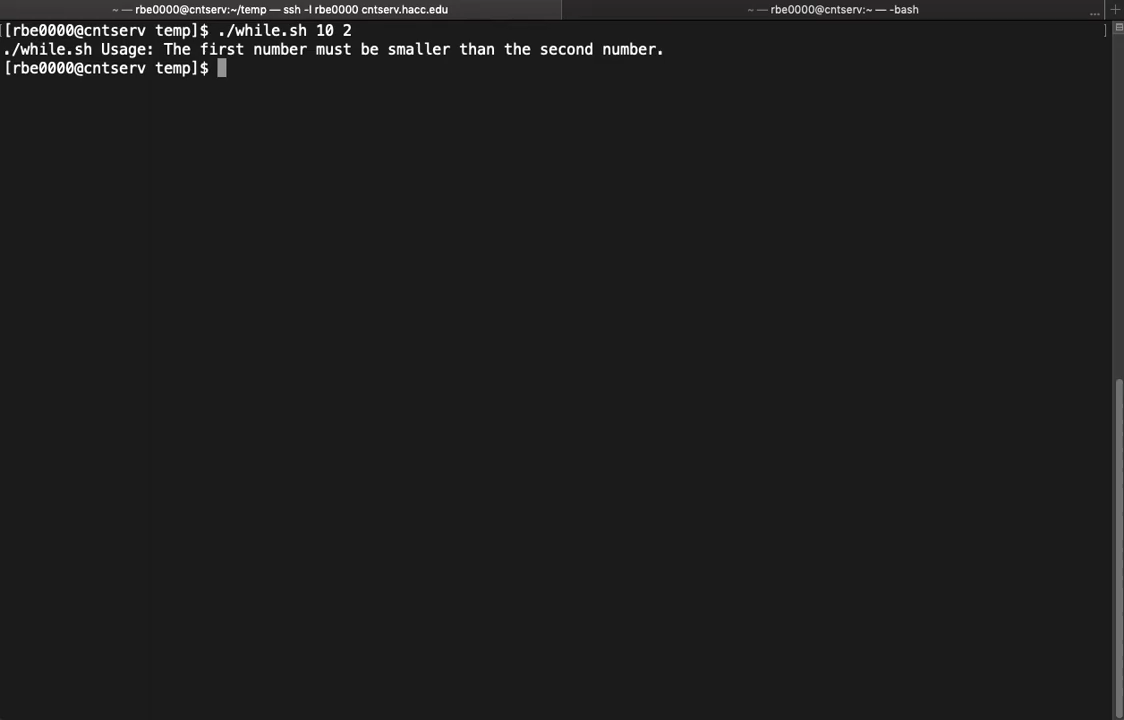 ~ — rbe0000@cntserv:~/temp — ssh -l rbe0000 cntserv.hacc.edu
~ — rbe0000@cntserv:~ — -bash
... +
[rbe0000@cntserv temp]$ ./while.sh 10 2
./while.sh Usage: The first number must be smaller than the second number.
[rbe0000@cntserv temp]$